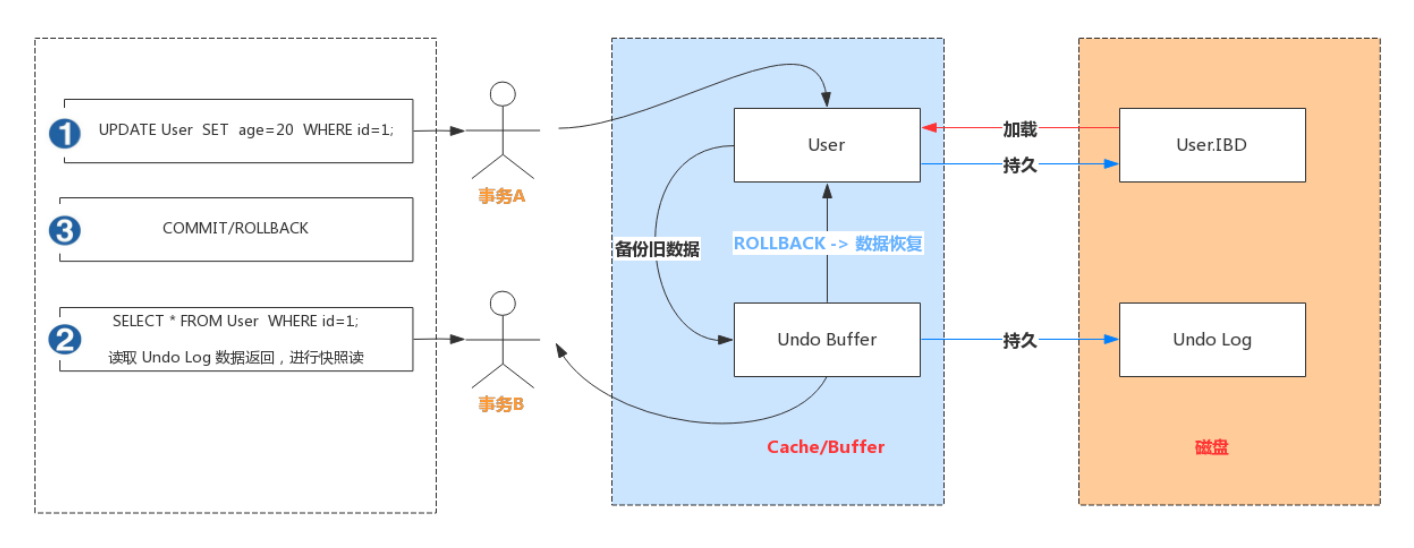 1
UPDATE User SET age=20 WHERE id=1;
3
COMMIT/ROLLBACK
2
SELECT * FROM User WHERE id=1;
读取 Undo Log 数据返回，进行快照读
事务A
事务B
User
备份旧数据
ROLLBACK -> 数据恢复
Undo Buffer
Cache/Buffer
加载
持久
持久
User.IBD
Undo Log
磁盘